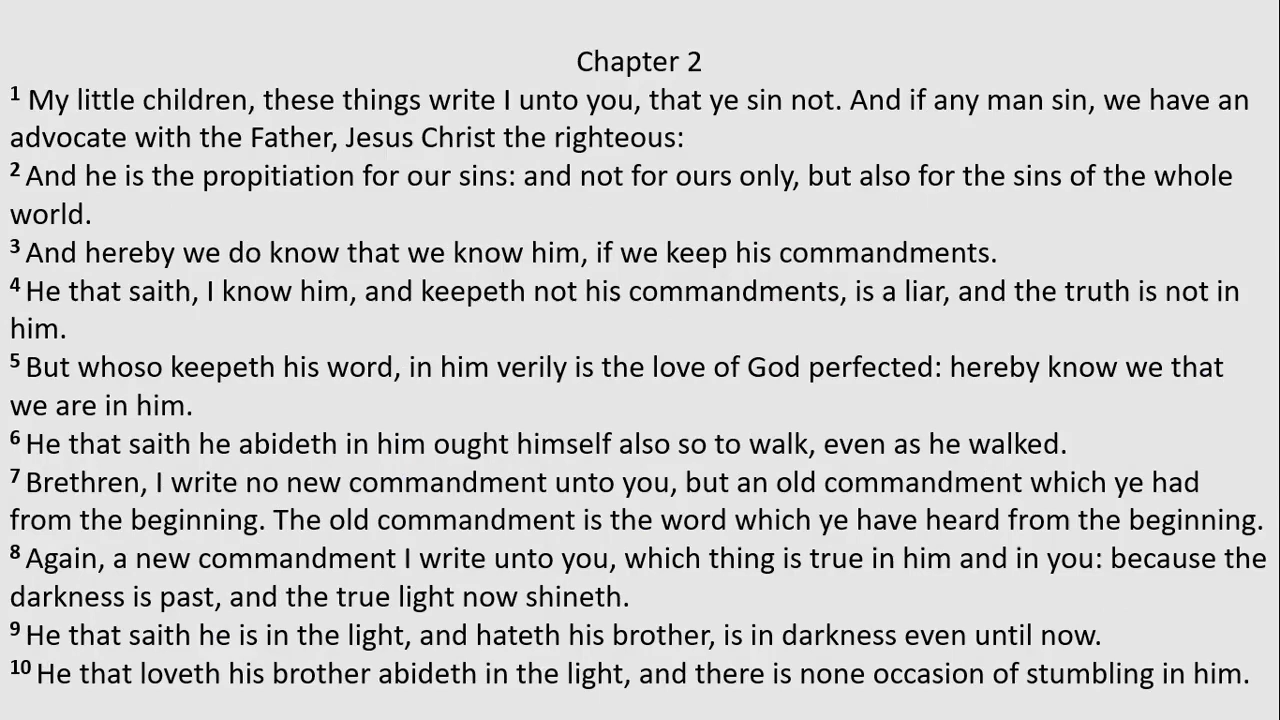 Chapter 2
1 My little children, these things write I unto you, that ye sin not. And if any man sin, we have an
advocate with the Father, Jesus Christ the righteous:
2 And he is the propitiation for our sins: and not for ours only, but also for the sins of the whole
world.
3 And hereby we do know that we know him, if we keep his commandments.
4 He that saith, I know him, and keepeth not his commandments, is a liar, and the truth is not in
him.
5 But whoso keepeth his word, in him verily is the love of God perfected: hereby know we that
we are in him.
6 He that saith he abideth in him ought himself also so to walk, even as he walked.
7 Brethren, I write no new commandment unto you, but an old commandment which ye had
from the beginning. The old commandment is the word which ye have heard from the beginning.
8 Again, a new commandment I write unto you, which thing is true in him and in you: because the
darkness is past, and the true light now shineth.
9 He that saith he is in the light, and hateth his brother, is in darkness even until now.
10 He that loveth his brother abideth in the light, and there is none occasion of stumbling in him.